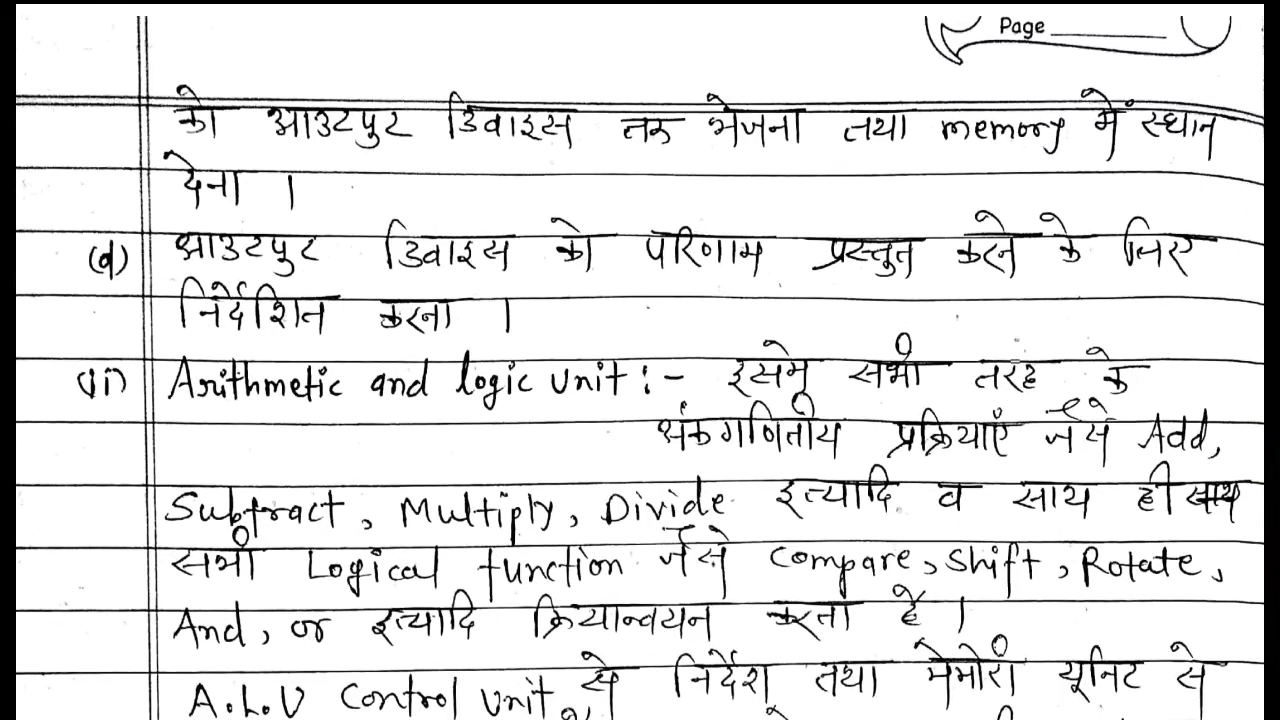 Page
को आउटपुट डिवाइस तक भेजना तथा memory में स्थान
देना ।
(d) आउटपुट डिवाइस को परिणाम प्रस्तुत करने के लिए
निर्देशित करना ।
(ii) Arithmetic and logic unit :- इसमे सभी तरह के
अंकगणितीय प्रक्रियाएँ जैसे Add,
Subtract, Multiply, Divide इत्यादि व साथ ही साथ
सभी Logical function जैसे Compare, Shift, Rotate,
And, or इत्यादि क्रियान्वयन करता है ।
A.L.U Control Unit से निर्देश तथा मेमोरी यूनिट से